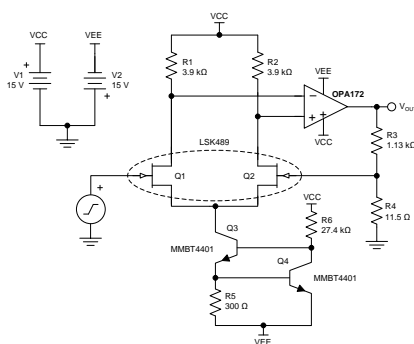 VCC
VCC
VEE
V1
15 V
V2
15 V
R1
3.9 kΩ
R2
3.9 kΩ
VEE
OPA172
VCC
R3
1.13 kΩ
LSK489
Q1
Q2
R4
11.5 Ω
VCC
R6
27.4 kΩ
Q3
Q4
MMBT4401
MMBT4401
R5
300 Ω
VEE